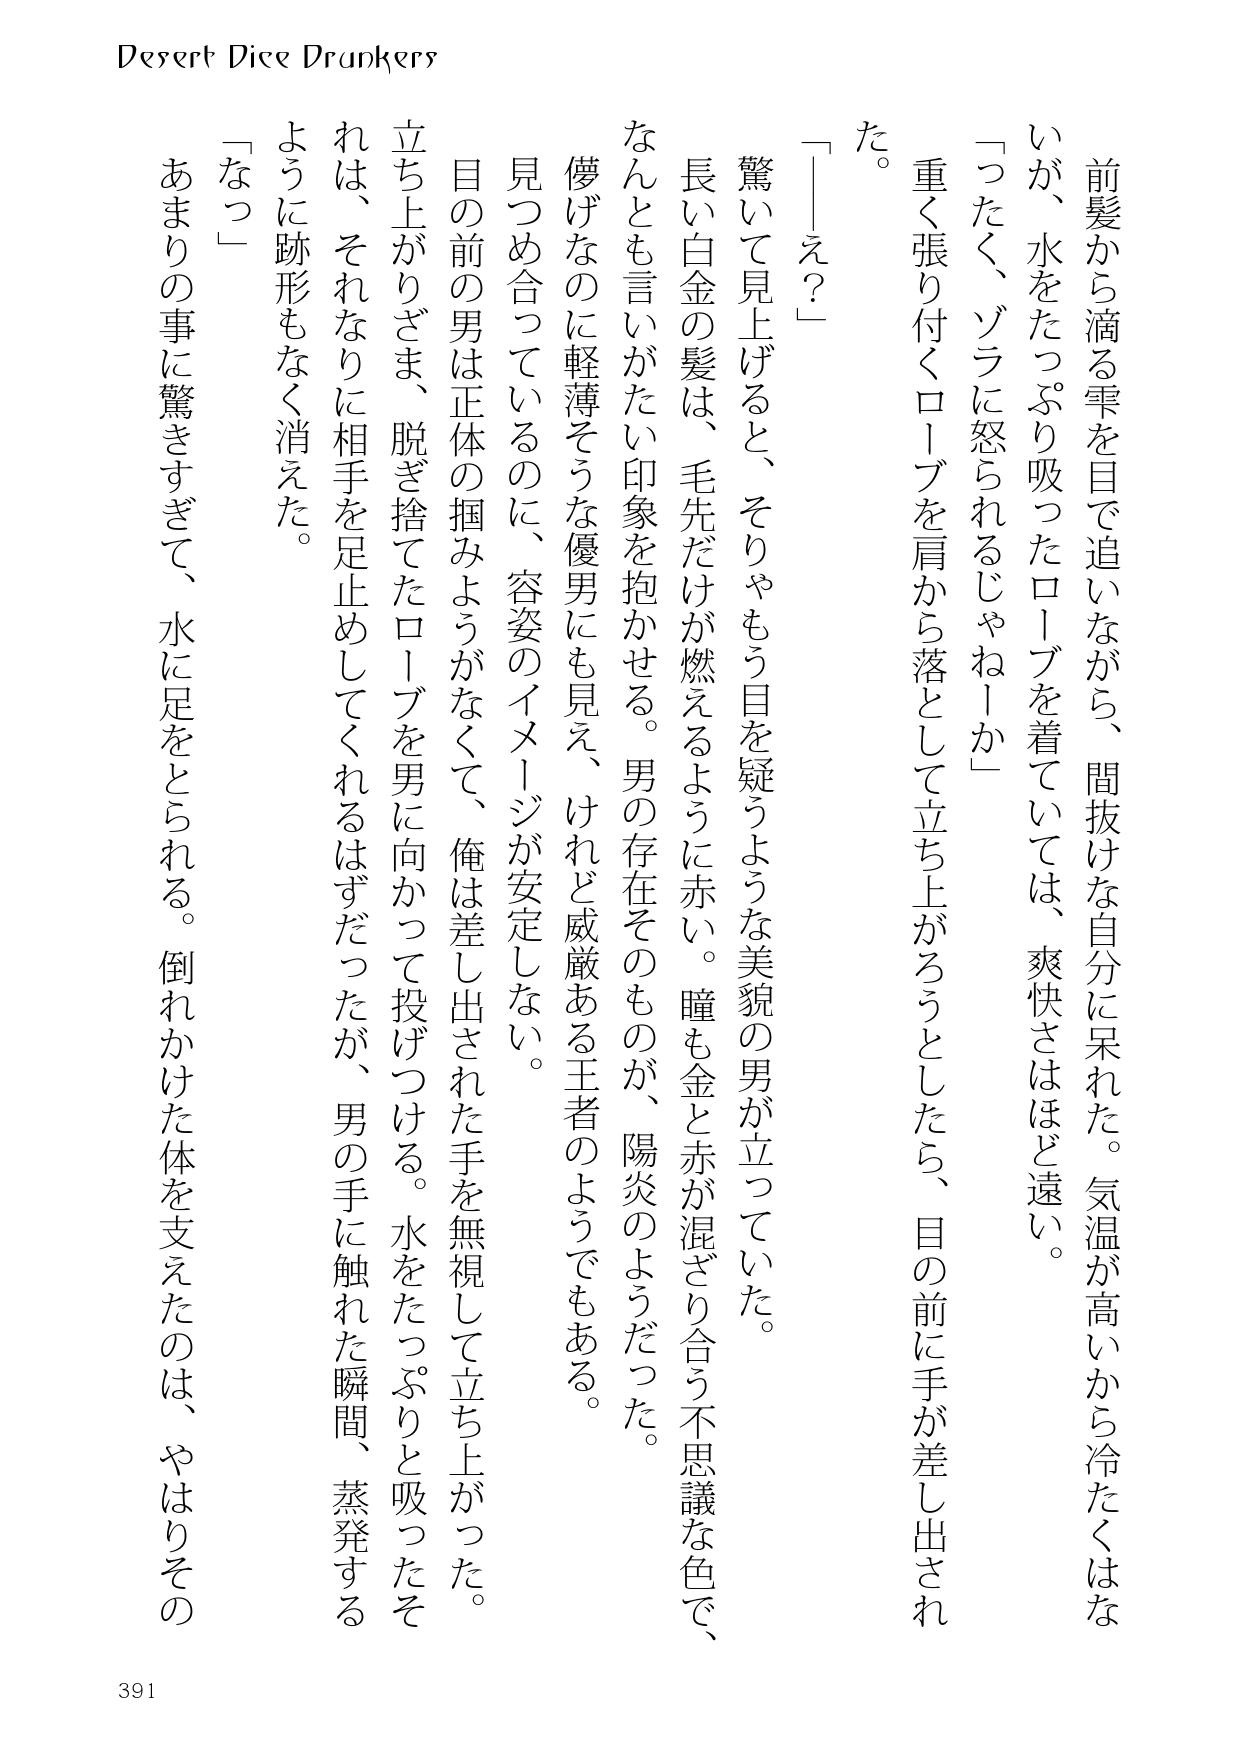 Desert Dice Drunkers
　前髪から滴る雫を目で追いながら、間抜けな自分に呆れた。気温が高いから冷たくはな
いが、水をたっぷり吸ったローブを着ていては、爽快さはほど遠い。
「ったく、ゾラに怒られるじゃねーか」
　重く張り付くローブを肩から落として立ち上がろうとしたら、目の前に手が差し出され
た。
「――え？」
　驚いて見上げると、そりゃもう目を疑うような美貌の男が立っていた。
　長い白金の髪は、毛先だけが燃えるように赤い。瞳も金と赤が混ざり合う不思議な色で、
なんとも言いがたい印象を抱かせる。男の存在そのものが、陽炎のようだった。
　儚げなのに軽薄そうな優男にも見え、けれど威厳ある王者のようでもある。
　見つめ合っているのに、容姿のイメージが安定しない。
　目の前の男は正体の掴みようがなくて、俺は差し出された手を無視して立ち上がった。
立ち上がりざま、脱ぎ捨てたローブを男に向かって投げつける。水をたっぷりと吸ったそ
れは、それなりに相手を足止めしてくれるはずだったが、男の手に触れた瞬間、蒸発する
ように跡形もなく消えた。
「なっ」
　あまりの事に驚きすぎて、水に足をとられる。倒れかけた体を支えたのは、やはりその
391